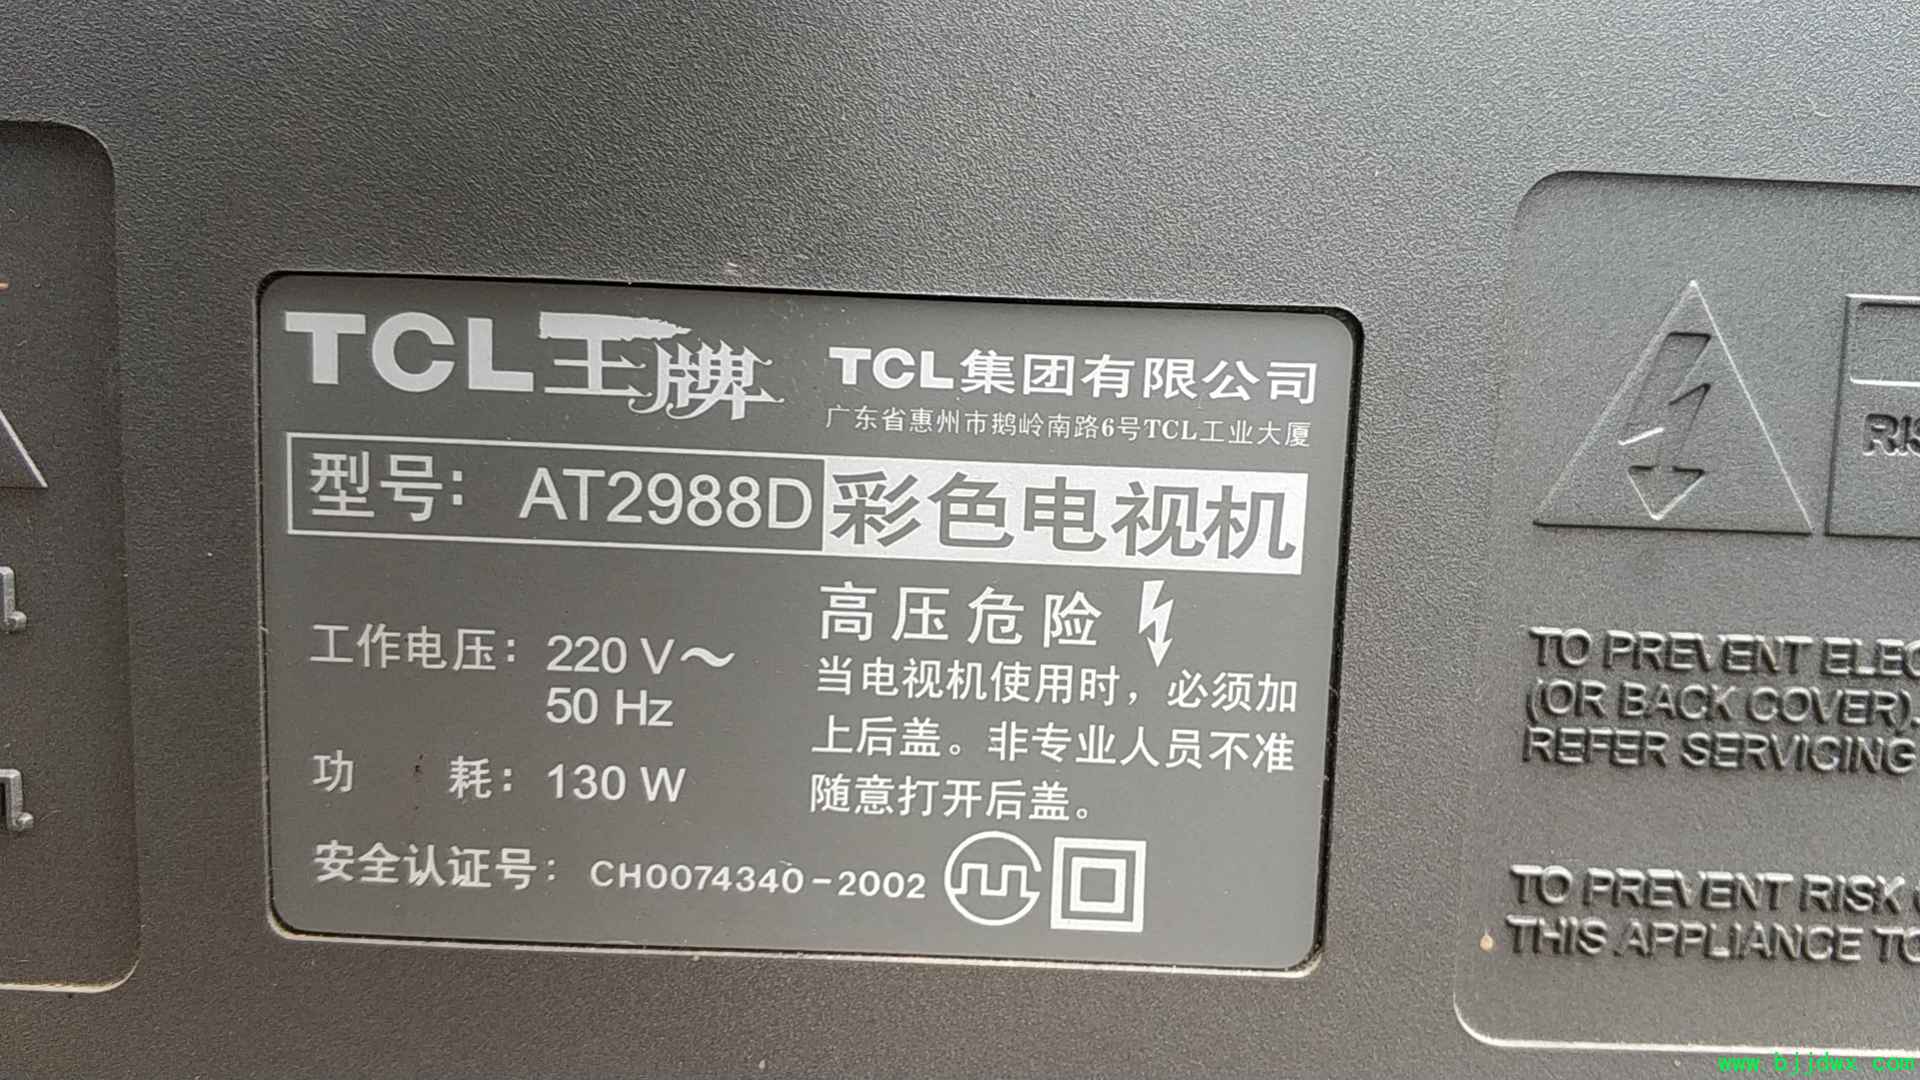 TCL王牌
TCL集团有限公司
广东省惠州市鹅岭南路6号TCL工业大厦
型号: AT2988D 彩色电视机
工作电压: 220 V~
50 Hz
功 耗: 130 W
安全认证号: CH0074340-2002
高压危险
当电视机使用时，必须加
上后盖。非专业人员不准
随意打开后盖。
TO PREVENT ELEC
(OR BACK COVER).
REFER SERVICING
TO PREVENT RISK
THIS APPLIANCE TO
www.bjjdwx.com